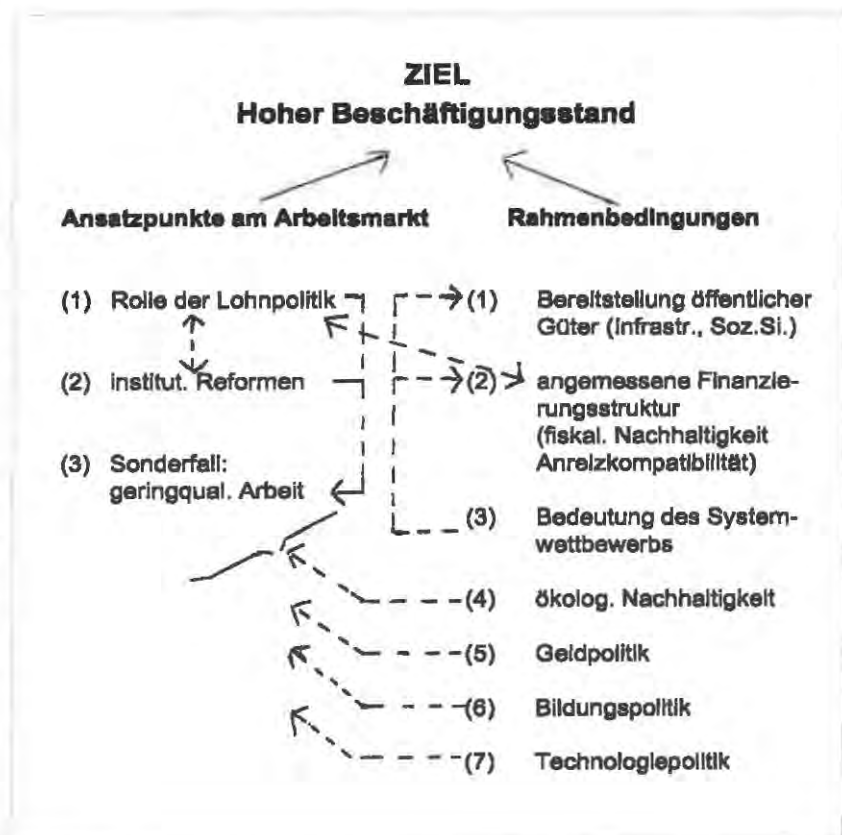 ZIEL
Hoher Beschäftigungsstand
Ansatzpunkte am Arbeitsmarkt
(1) Rolle der Lohnpolitik
(2) institut. Reformen
(3) Sonderfall:
geringqual. Arbeit
Rahmenbedingungen
(1) Bereitstellung öffentlicher
Güter (Infrastr., Soz.Si.)
(2) angemessene Finanzie-
rungsstruktur
(fiskal. Nachhaltigkeit
Anreizkompatibilität)
(3) Bedeutung des System-
wettbewerbs
(4) ökolog. Nachhaltigkeit
(5) Geldpolitik
(6) Bildungspolitik
(7) Technologiepolitik